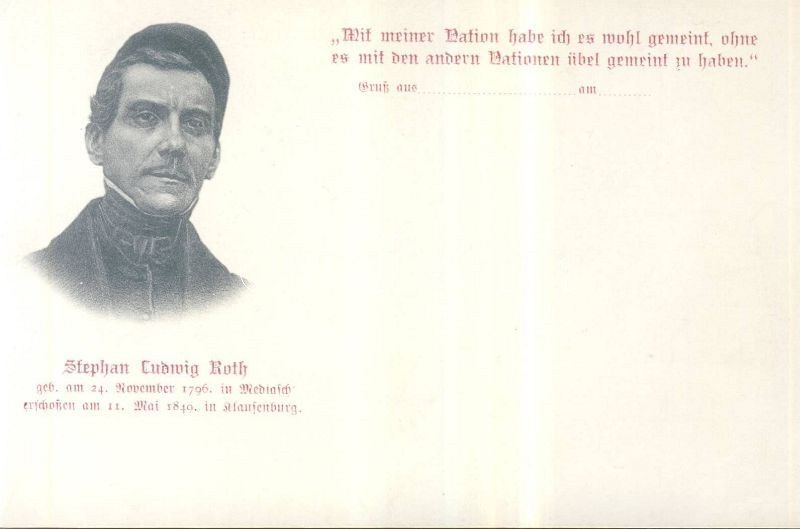 „Mit meiner Nation habe ich es wohl gemeint, ohne
es mit den andern Nationen übel gemeint zu haben.“
Gruß aus am
Stephan Ludwig Roth
geb. am 24. November 1796. in Mediasch
erschoßen am 11. Mai 1849. in Klausenburg.